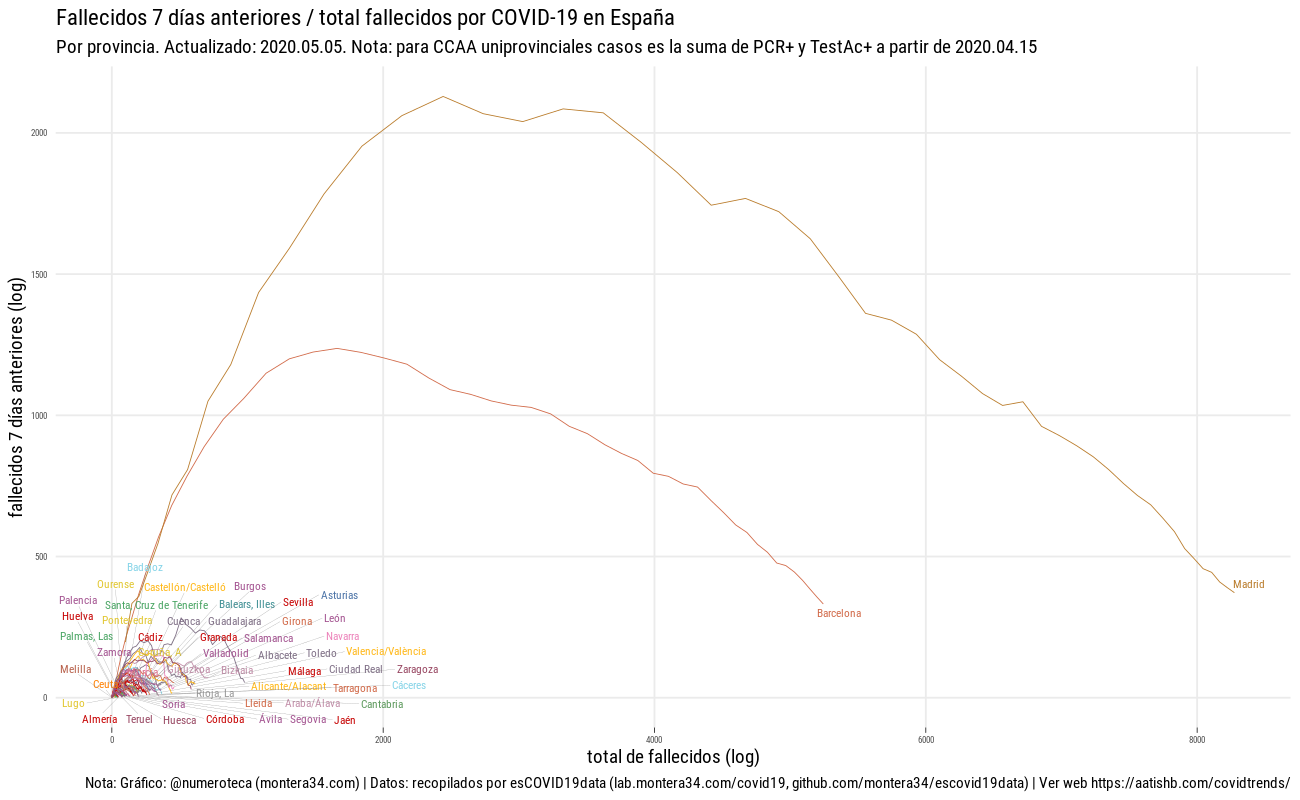 Fallecidos 7 días anteriores / total fallecidos por COVID-19 en España
Por provincia. Actualizado: 2020.05.05. Nota: para CCAA uniprovinciales casos es la suma de PCR+ y TestAc+ a partir de 2020.04.15
fallecidos 7 días anteriores (log)
2000
1500
1000
500
0
Madrid
Barcelona
Badajoz
Ourense
Castellón/Castelló
Burgos
Asturias
Palencia
Santa Cruz de Tenerife
Balears, Illes
Sevilla
Huelva
Pontevedra
Cuenca
Guadalajara
Girona
León
Palmas, Las
Cádiz
Granada
Salamanca
Navarra
Zamora
Coruña, A
Valladolid
Albacete
Toledo
Valencia/València
Melilla
Gipuzkoa
Bizkaia
Málaga
Ciudad Real
Zaragoza
Ceuta
Rioja, La
Alicante/Alacant
Tarragona
Cáceres
Lugo
Soria
Lleida
Araba/Álava
Cantabria
Almería
Teruel
Huesca
Córdoba
Ávila
Segovia
Jaén
0
2000
4000
6000
8000
total de fallecidos (log)
Nota: Gráfico: @numeroteca (montera34.com) | Datos: recopilados por esCOVID19data (lab.montera34.com/covid19, github.com/montera34/escovid19data) | Ver web https://aatishb.com/covidtrends/